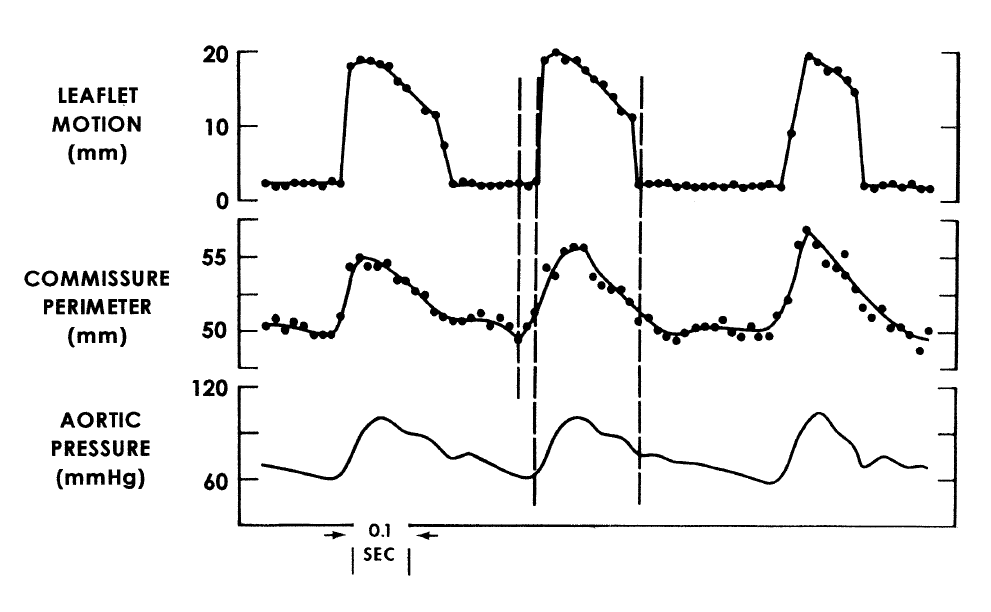 LEAFLET
MOTION
(mm)
20
10
0
COMMISSURE
PERIMETER
(mm)
55
50
AORTIC
PRESSURE
(mmHg)
120
60
0.1
SEC